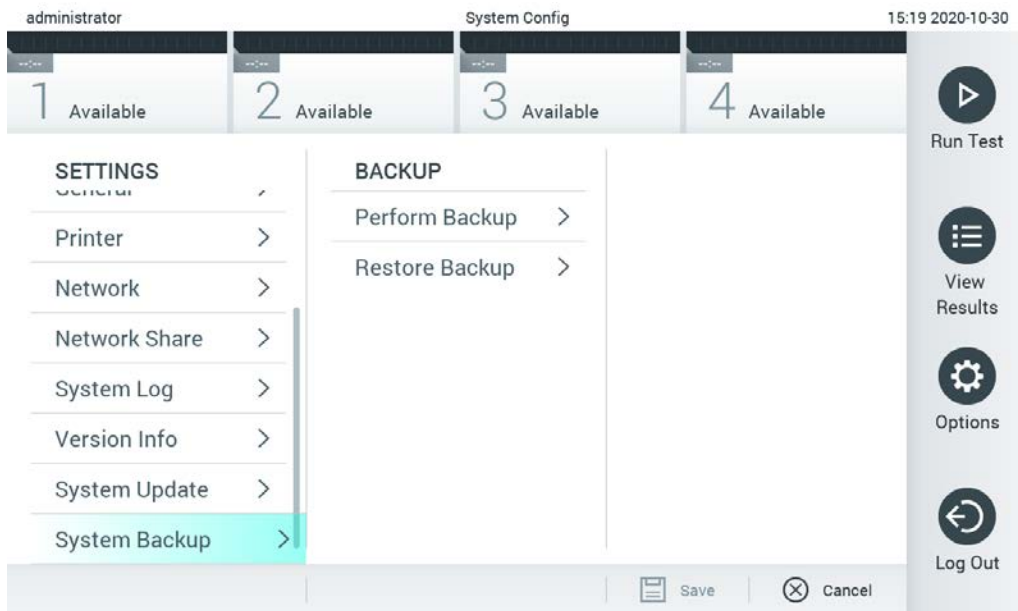 administrator
System Config
15:19 2020-10-30
--:--
--:--
--:--
--:--
1 Available
2 Available
3 Available
4 Available
Run Test
SETTINGS
General
Printer
Network
Network Share
System Log
Version Info
System Update
System Backup
BACKUP
Perform Backup
Restore Backup
View
Results
Options
Log Out
Save
Cancel